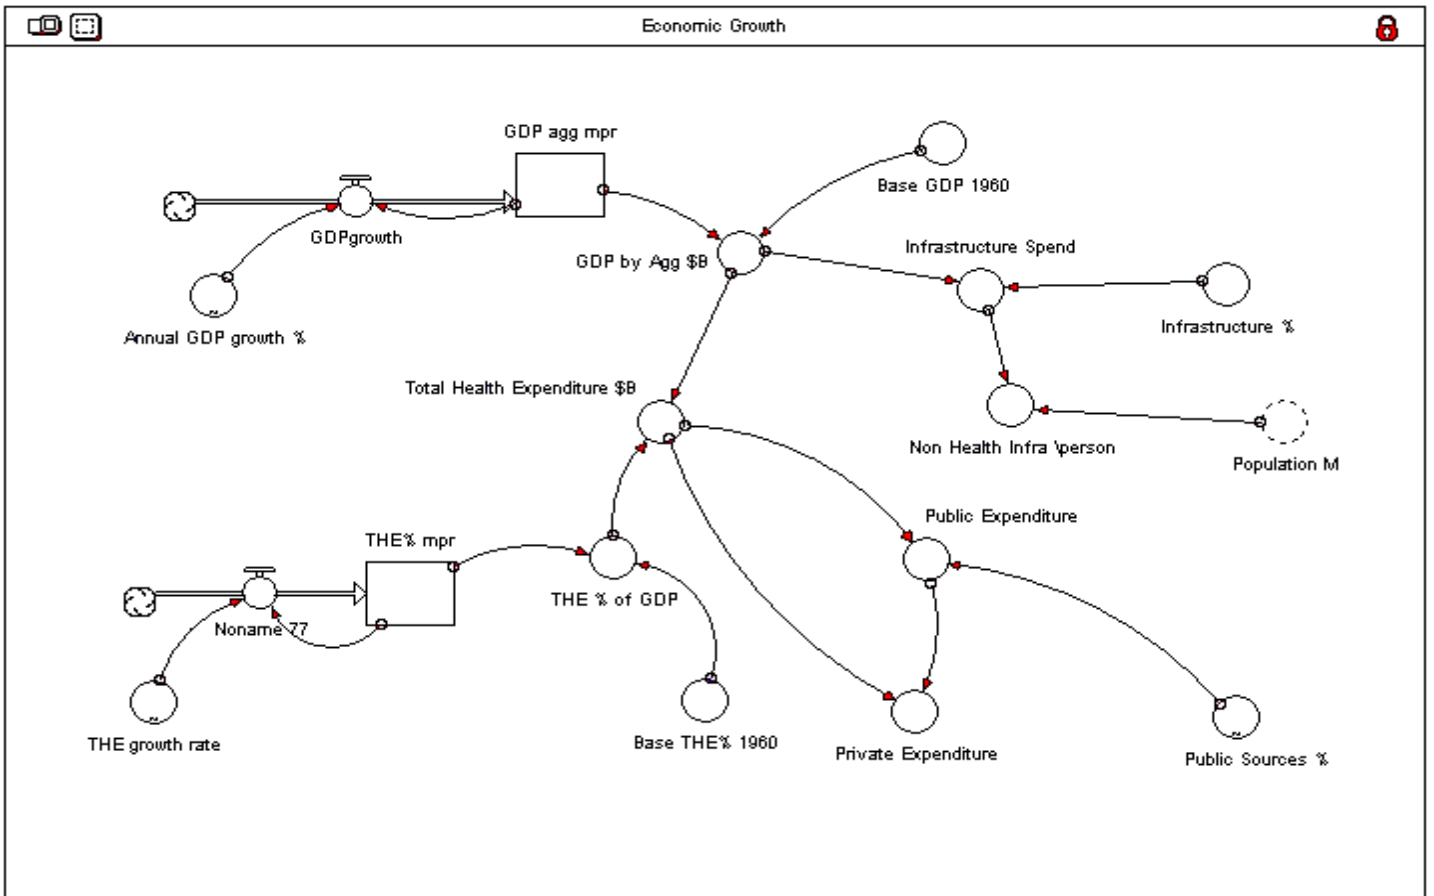 Economic Growth
GDP agg mpr
Base GDP 1960
GDPgrowth
Infrastructure Spend
GDP by Agg $B
Infrastructure %
Annual GDP growth %
Total Health Expenditure $B
Non Health Infra \person
Population M
Public Expenditure
THE% mpr
THE % of GDP
Noname 77
THE growth rate
Base THE% 1960
Private Expenditure
Public Sources %